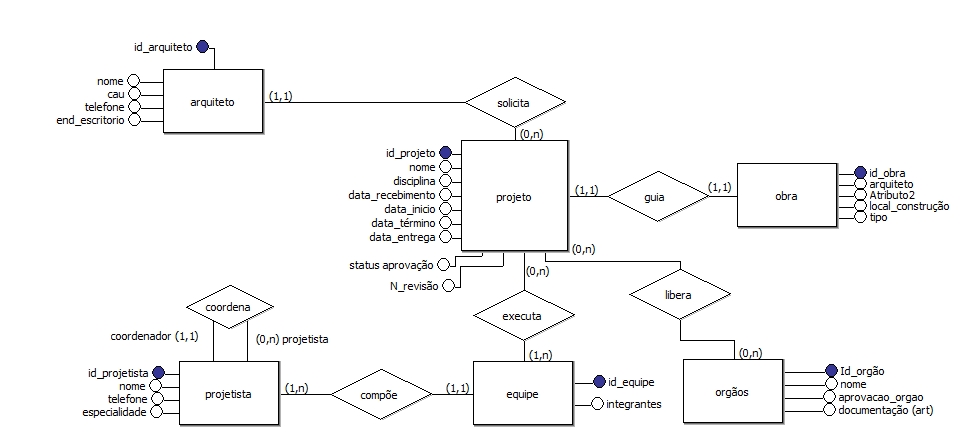 id_arquiteto
nome
cau
telefone
end_escritorio
arquiteto
(1,1)
solicita
(0,n)
id_projeto
nome
disciplina
data_recebimento
data_inicio
data_término
data_entrega
status aprovação
N_revisão
projeto
(1,1)
guia
(1,1)
obra
id_obra
arquiteto
Atributo2
local_construção
tipo
(0,n)
(0,n)
libera
executa
coordena
coordenador (1,1)
(0,n) projetista
(1,n)
(0,n)
id_projetista
nome
telefone
especialidade
projetista
(1,n)
compõe
(1,1)
equipe
id_equipe
integrantes
orgãos
Id_orgão
nome
aprovacao_orgao
documentação (art)